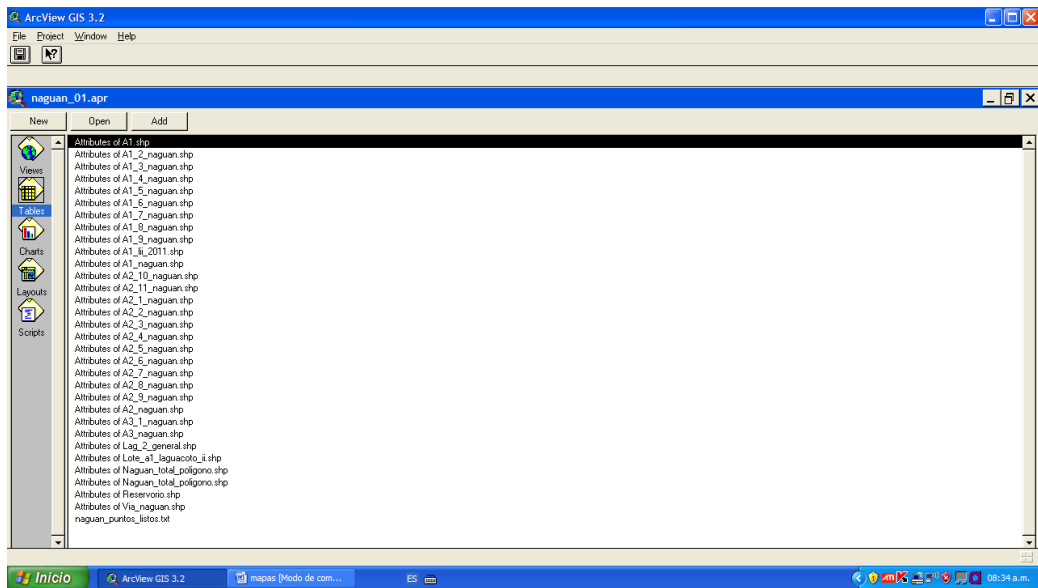 ArcView GIS 3.2
File Project Window Help
naguan_01.apr
New Open Add
Views
Tables
Charts
Layouts
Scripts
Attributes of A1.shp
Attributes of A1_2_naguan.shp
Attributes of A1_3_naguan.shp
Attributes of A1_4_naguan.shp
Attributes of A1_5_naguan.shp
Attributes of A1_6_naguan.shp
Attributes of A1_7_naguan.shp
Attributes of A1_8_naguan.shp
Attributes of A1_9_naguan.shp
Attributes of A1_lii_2011.shp
Attributes of A1_naguan.shp
Attributes of A2_10_naguan.shp
Attributes of A2_11_naguan.shp
Attributes of A2_1_naguan.shp
Attributes of A2_2_naguan.shp
Attributes of A2_3_naguan.shp
Attributes of A2_4_naguan.shp
Attributes of A2_5_naguan.shp
Attributes of A2_6_naguan.shp
Attributes of A2_7_naguan.shp
Attributes of A2_8_naguan.shp
Attributes of A2_9_naguan.shp
Attributes of A2_naguan.shp
Attributes of A3_1_naguan.shp
Attributes of A3_naguan.shp
Attributes of Lag_2_general.shp
Attributes of Lote_a1_laguacoto_ii.shp
Attributes of Naguan_total_poligono.shp
Attributes of Naguan_total_poligono.shp
Attributes of Reservorio.shp
Attributes of Via_naguan.shp
naguan_puntos_listos.txt
Inicio ArcView GIS 3.2 mapas [Modo de com... ES 08:34 a.m.